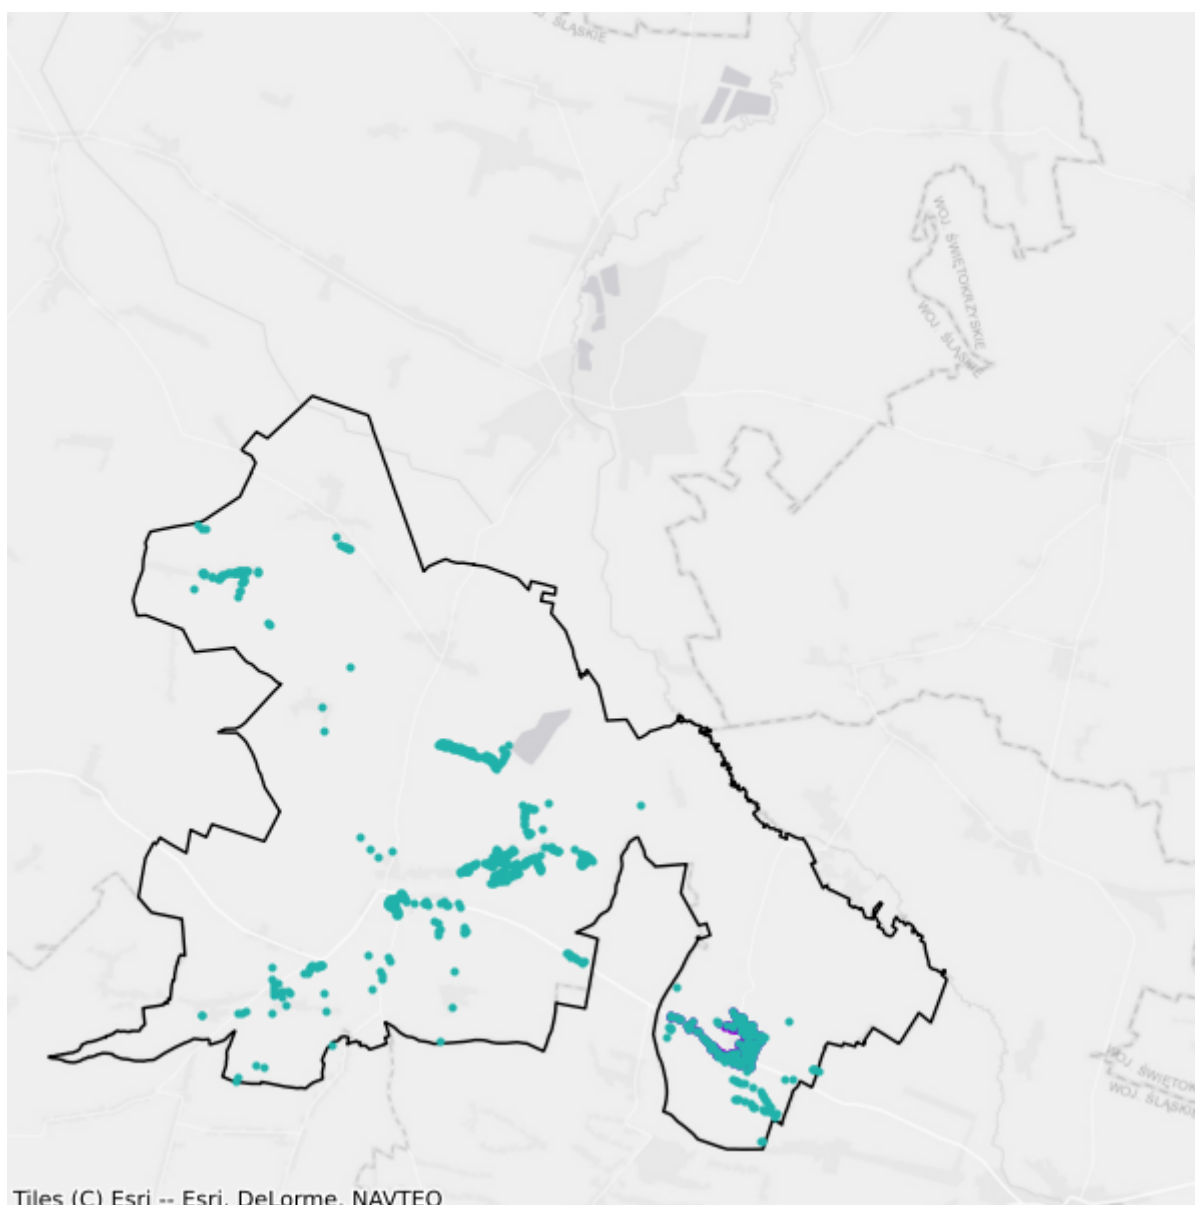 ŚLĄSKIE
WOJ. ŚWIĘTOKRZYSKIE
WOJ. ŚLĄSKIE
WOJ. ŚWIĘTOK
WOJ. ŚLĄSKIE
Tiles (C) Esri -- Esri, DeLorme, NAVTEQ